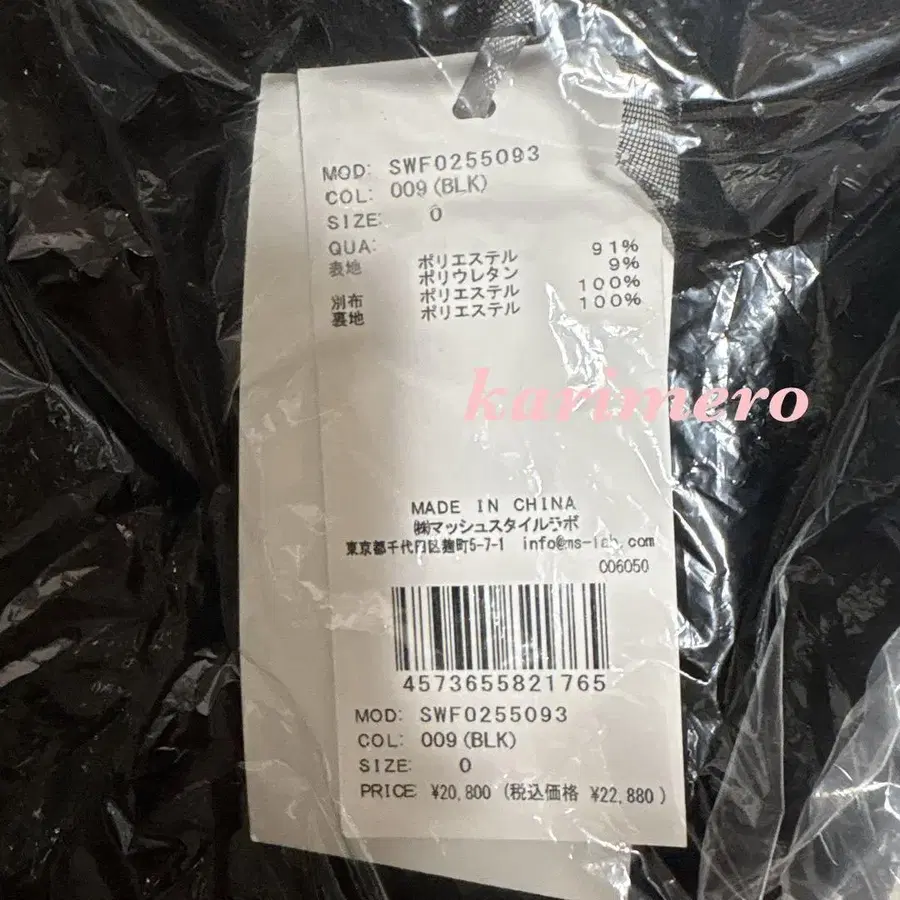 MOD: SWF0255093
COL: 009(BLK)
SIZE: 0
QUA:
表地 ポリエステル 91%
ポリウレタン 9%
別布 ポリエステル 100%
裏地 ポリエステル 100%
karimero
MADE IN CHINA
㈱マッシュスタイルラボ
東京都千代田区麹町5-7-1 info@ms-lab.com
006050
4573655821765
MOD: SWF0255093
COL: 009(BLK)
SIZE: 0
PRICE: ¥20,800 (税込価格 ¥22,880)